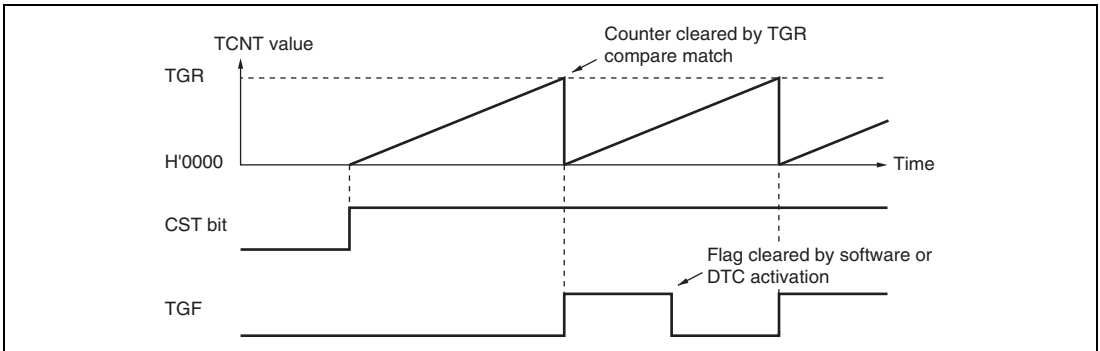 TCNT value
Counter cleared by TGR
compare match
TGR
H'0000
Time
CST bit
Flag cleared by software or
DTC activation
TGF